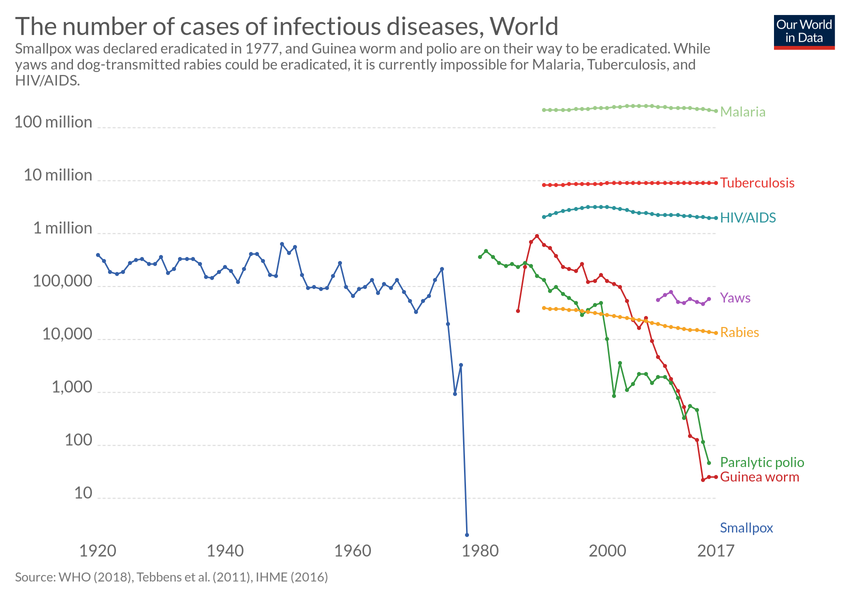 The number of cases of infectious diseases, World
Our World
in Data
Smallpox was declared eradicated in 1977, and Guinea worm and polio are on their way to be eradicated. While
yaws and dog-transmitted rabies could be eradicated, it is currently impossible for Malaria, Tuberculosis, and
HIV/AIDS.
100 million
10 million
1 million
100,000
10,000
1,000
100
10
Malaria
Tuberculosis
HIV/AIDS
Yaws
Rabies
Paralytic polio
Guinea worm
Smallpox
1920
1940
1960
1980
2000
2017
Source: WHO (2018), Tebbens et al. (2011), IHME (2016)